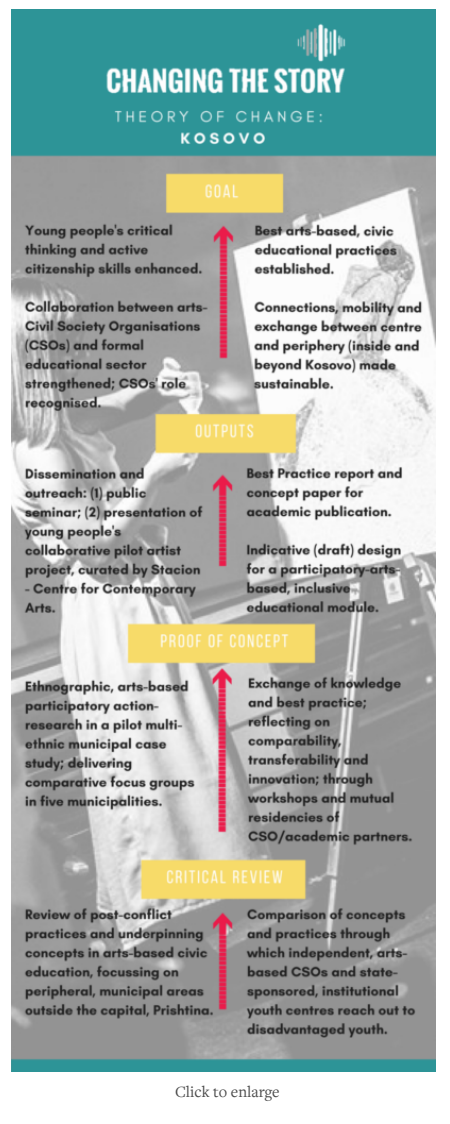 CHANGING THE STORY
THEORY OF CHANGE:
KOSOVO
GOAL
Young people's critical
thinking and active
citizenship skills enhanced.
Collaboration between arts-
Civil Society Organisations
(CSOs) and formal
educational sector
strengthened; CSOs' role
recognised.
Best arts-based, civic
educational practices
established.
Connections, mobility and
exchange between centre
and periphery (inside and
beyond Kosovo) made
sustainable.
OUTPUTS
Dissemination and
outreach: (1) public
seminar; (2) presentation of
young people's
collaborative pilot artist
project, curated by Stacion
- Centre for Contemporary
Arts.
Best Practice report and
concept paper for
academic publication.
Indicative (draft) design
for a participatory-arts-
based, inclusive
educational module.
PROOF OF CONCEPT
Ethnographic, arts-based
participatory action-
research in a pilot multi-
ethnic municipal case
study; delivering
comparative focus groups
in five municipalities.
Exchange of knowledge
and best practice;
reflecting on
comparability,
transferability and
innovation; through
workshops and mutual
residencies of
CSO/academic partners.
CRITICAL REVIEW
Review of post-conflict
practices and underpinning
concepts in arts-based civic
education, focussing on
peripheral, municipal areas
outside the capital, Prishtina.
Comparison of concepts
and practices through
which independent, arts-
based CSOs and state-
sponsored, institutional
youth centres reach out to
disadvantaged youth.
Click to enlarge